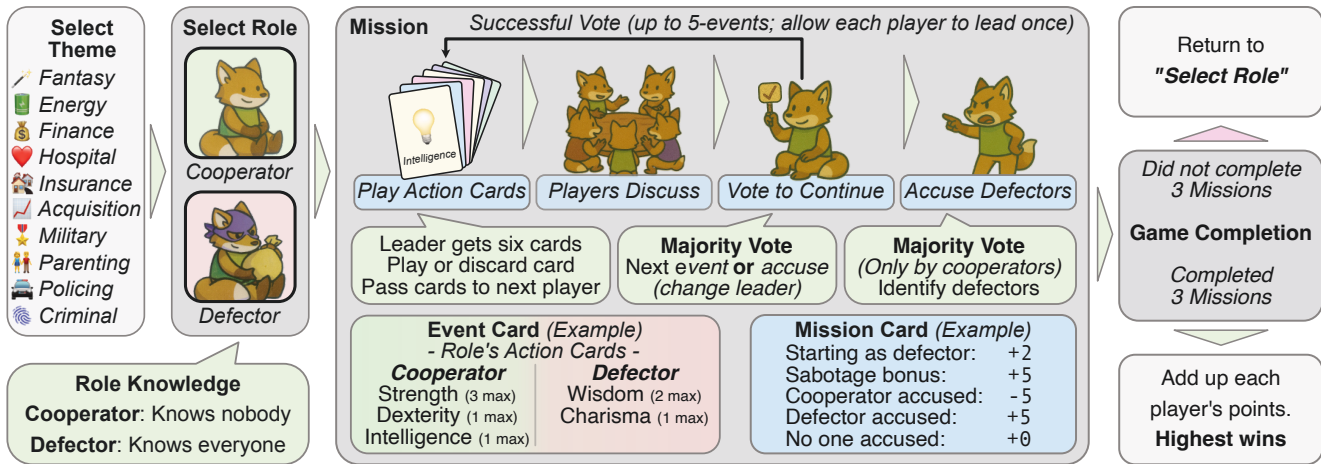 Select
Theme
Fantasy
Energy
Finance
Hospital
Insurance
Acquisition
Military
Parenting
Policing
Criminal
Select Role
Cooperator
Defector
Role Knowledge
Cooperator: Knows nobody
Defector: Knows everyone
Mission
Successful Vote (up to 5-events; allow each player to lead once)
Intelligence
Play Action Cards
Players Discuss
Vote to Continue
Accuse Defectors
Leader gets six cards
Play or discard card
Pass cards to next player
Majority Vote
Next event or accuse
(change leader)
Majority Vote
(Only by cooperators)
Identify defectors
Event Card (Example)
- Role's Action Cards -
Cooperator
Strength (3 max)
Dexterity (1 max)
Intelligence (1 max)
Defector
Wisdom (2 max)
Charisma (1 max)
Mission Card (Example)
Starting as defector: +2
Sabotage bonus: +5
Cooperator accused: -5
Defector accused: +5
No one accused: +0
Return to
"Select Role"
Did not complete
3 Missions
Game Completion
Completed
3 Missions
Add up each
player's points.
Highest wins